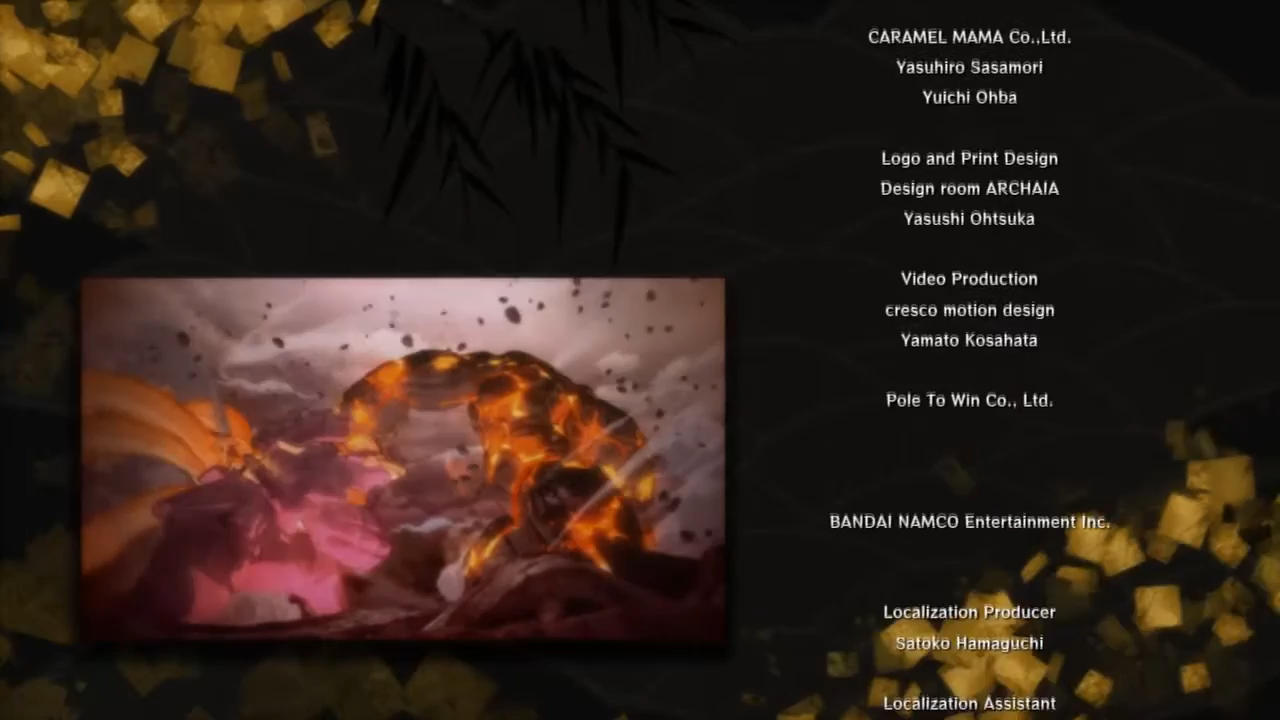 CARAMEL MAMA Co.,Ltd.
Yasuhiro Sasamori
Yuichi Ohba
Logo and Print Design
Design room ARCHAIA
Yasushi Ohtsuka
Video Production
cresco motion design
Yamato Kosahata
Pole To Win Co., Ltd.
BANDAI NAMCO Entertainment Inc.
Localization Producer
Satoko Hamaguchi
Localization Assistant